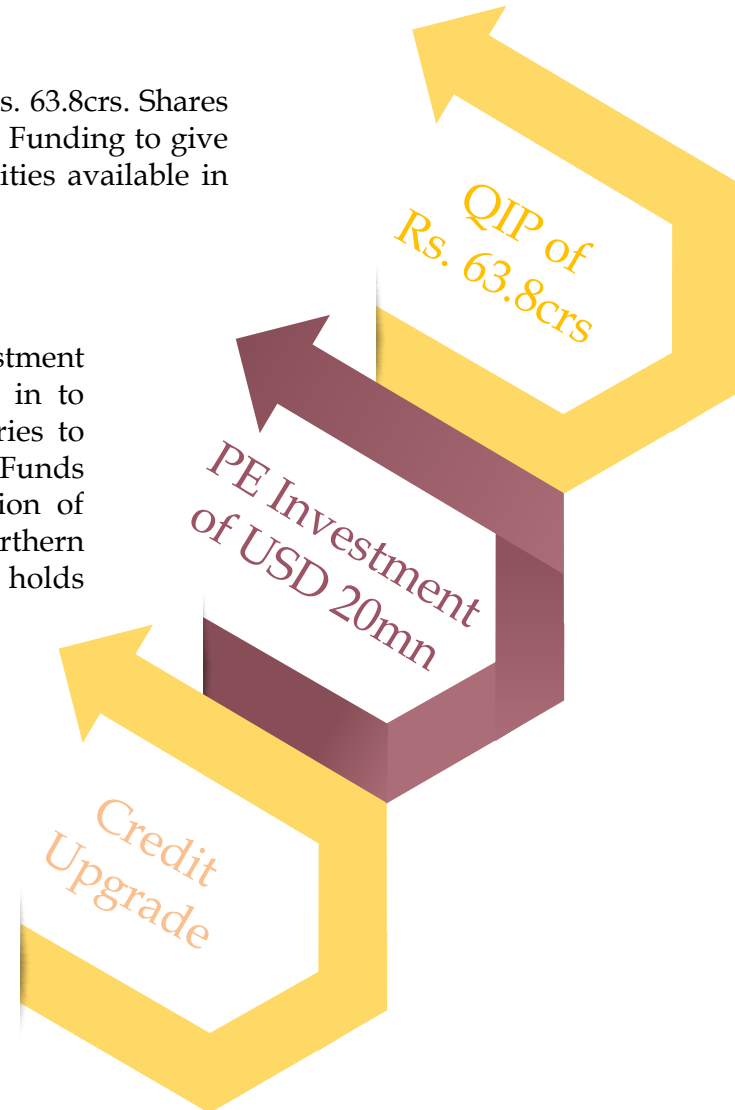 s. 63.8crs. Shares
Funding to give
ities available in
QIP of
Rs. 63.8crs
estment
in to
ries to
Funds
ion of
rthern
holds
PE Investment
of USD 20mn
Credit
Upgrade